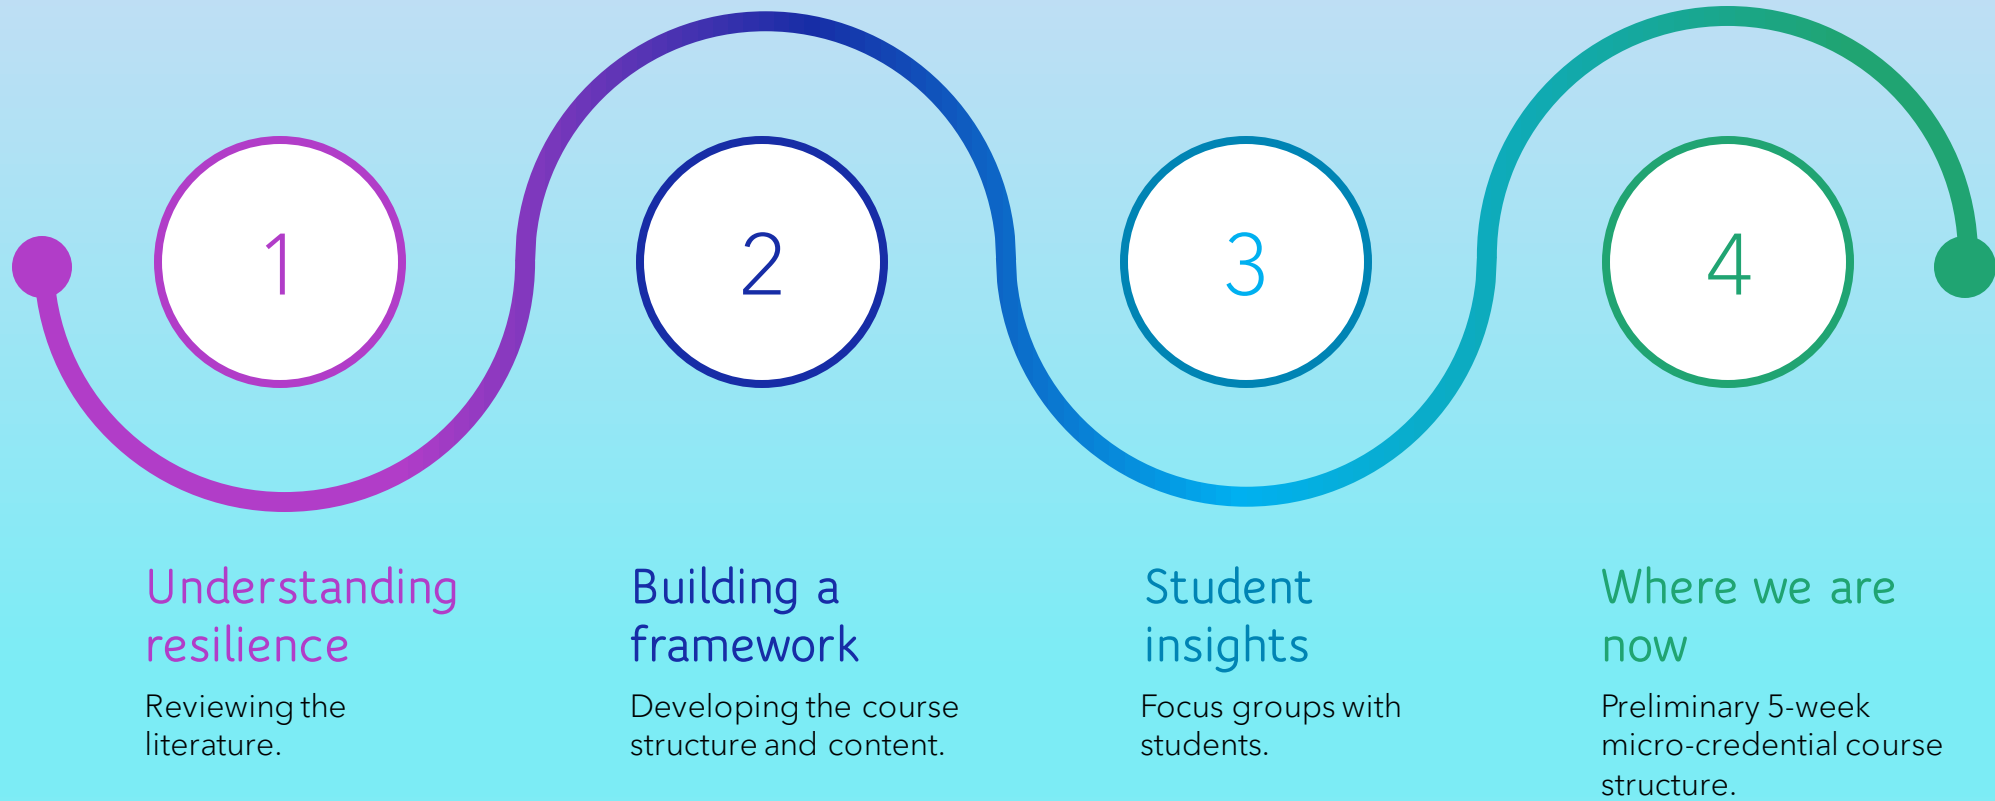 1
2
3
4
Understanding
resilience
Reviewing the
literature.
Building a
framework
Developing the course
structure and content.
Student
insights
Focus groups with
students.
Where we are
now
Preliminary 5-week
micro-credential course
structure.